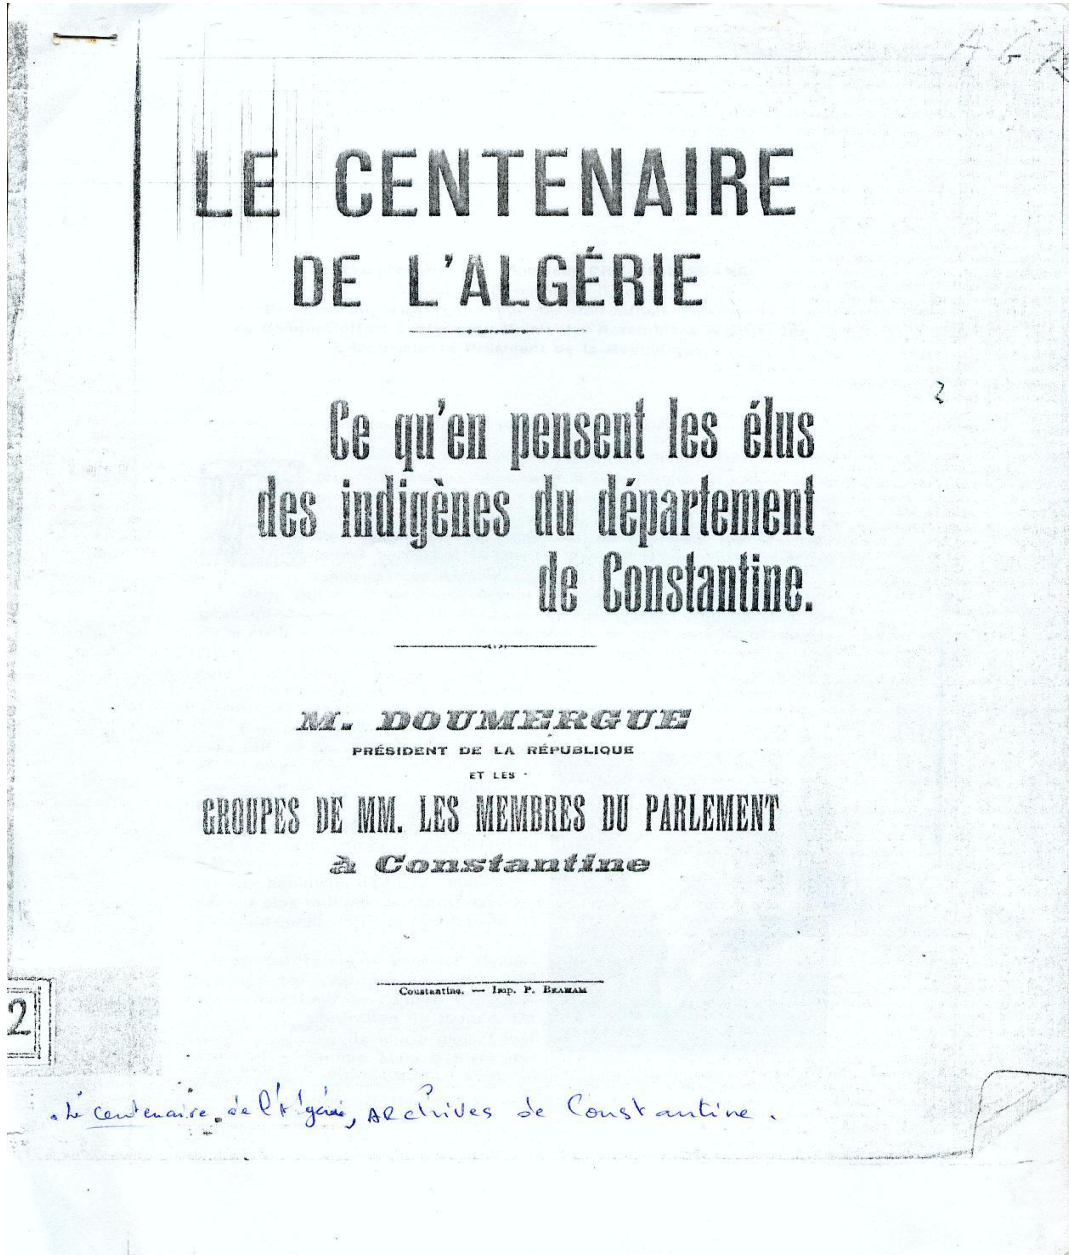 A G R
LE CENTENAIRE
DE L'ALGÉRIE
Ce qu'en pensent les élus
des indigènes du département
de Constantine.
M. DOUMERGUE
PRÉSIDENT DE LA RÉPUBLIQUE
ET LES
GROUPES DE MM. LES MEMBRES DU PARLEMENT
à Constantine
Constantine. — Imp. P. BRAHAM
2
Le centenaire de l'Algérie, Archives de Constantine.